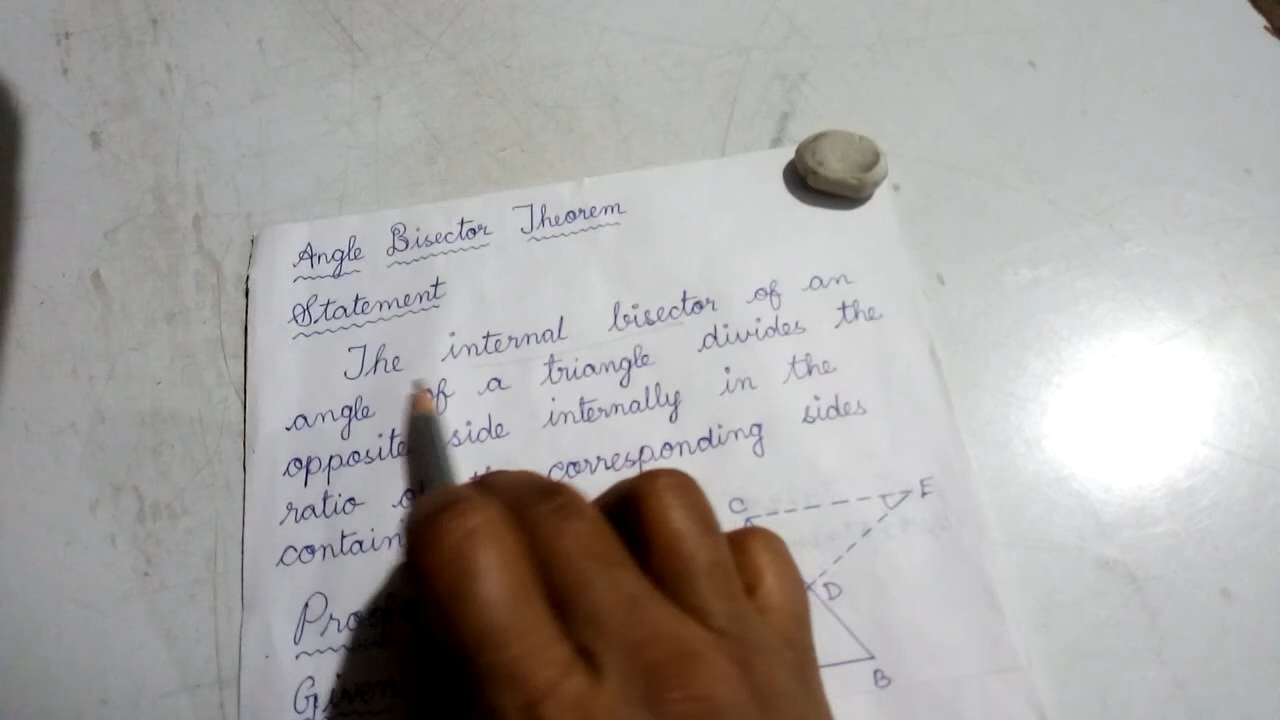 Angle Bisector Theorem
Statement
The internal bisector of an
angle of a triangle divides the
opposite side internally in the
ratio corresponding sides
C E
D
B